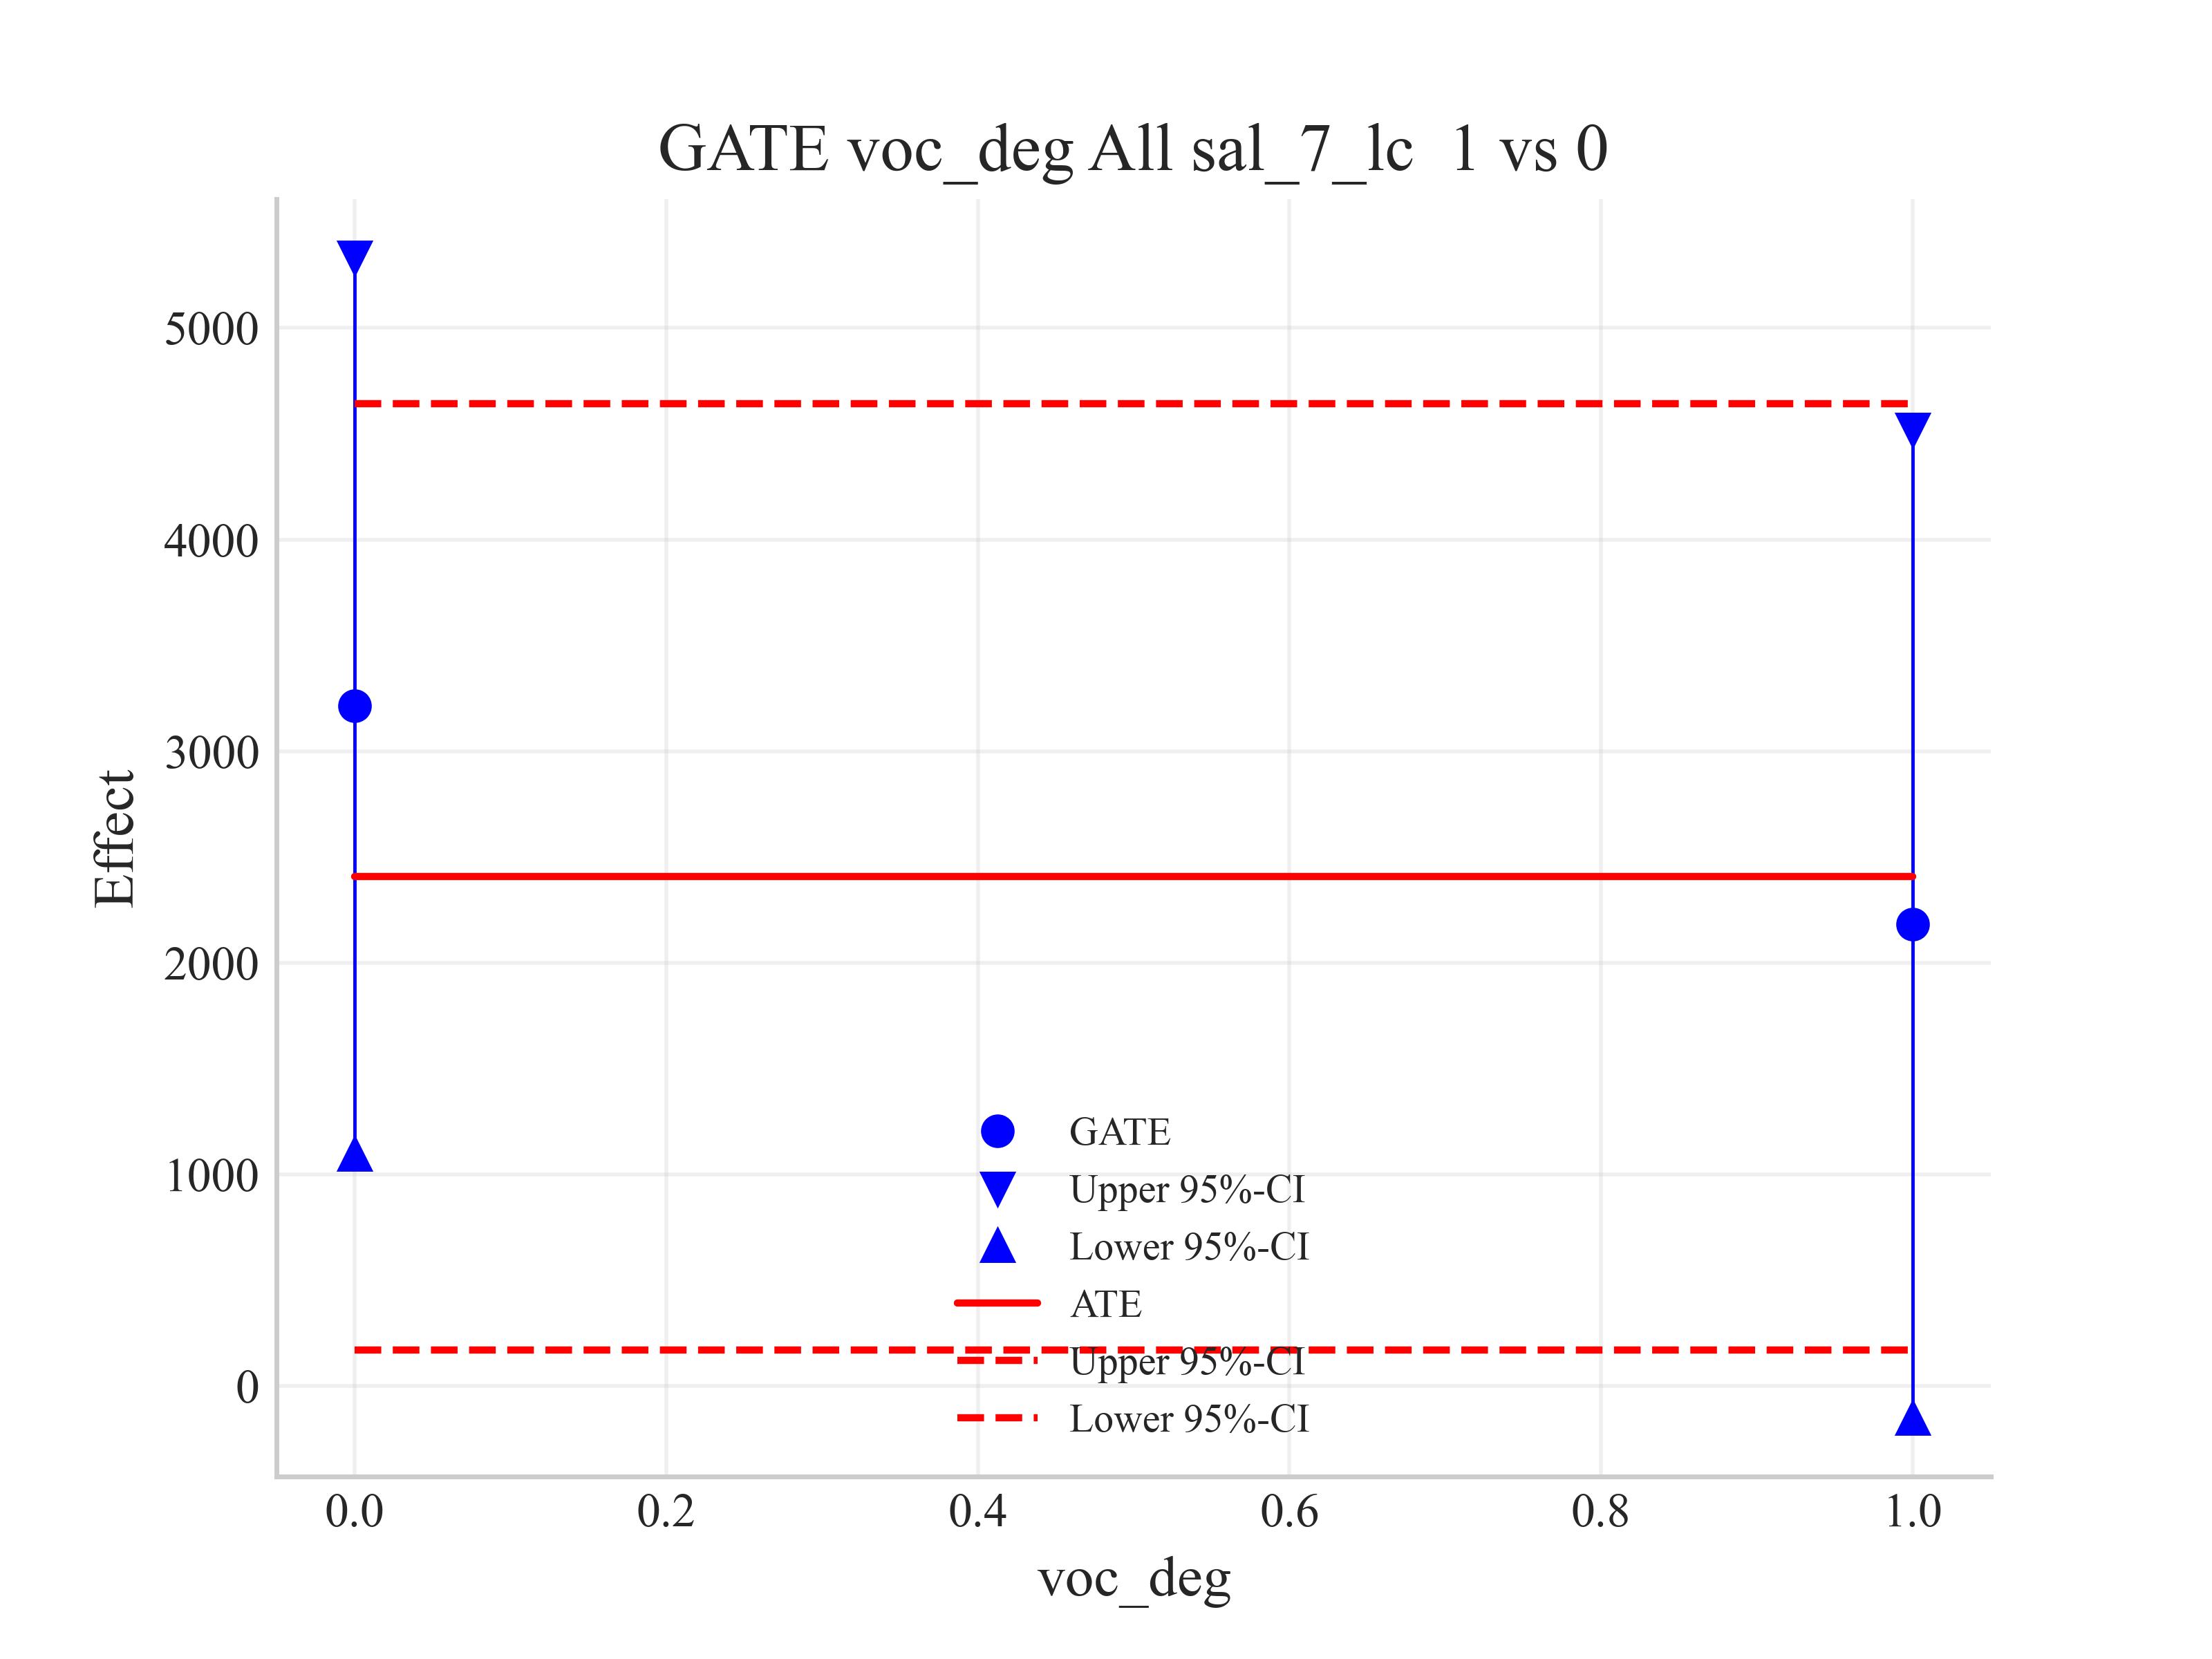 GATE voc_deg All sal_7_lc  1 vs 0
Effect
5000
4000
3000
2000
1000
0
GATE
Upper 95%-CI
Lower 95%-CI
ATE
Upper 95%-CI
Lower 95%-CI
0.0 0.2 0.4 0.6 0.8 1.0
voc_deg